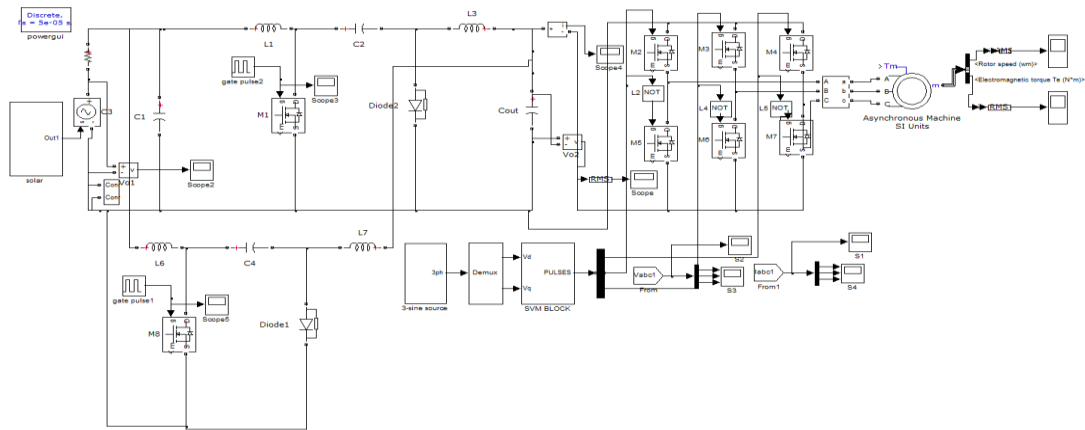 Discrete,
Ts = 5e-05 s
powergui
L1
C2
L3
gate pulse2
Scope3
M1
Diode2
Cout
Scope4
Vo2
RMS
Scope
C3
C1
solar
Out1
Vo1
Scope2
Conn
Conn
L6
C4
L7
gate pulse1
Scope5
M8
Diode1
3ph
3-sine source
Demux
Vd
Vq
PULSES
SVM BLOCK
M2
M3
M4
L2
NOT
L4
NOT
L5
NOT
M5
M6
M7
A
B
C
a
b
c
Tm
A
B
C
m
Asynchronous Machine
SI Units
<Rotor speed (wm)>
<Electromagnetic torque Te (N*m)>
RMS
Vabc1
From
S2
S3
Iabc1
From1
S1
S4